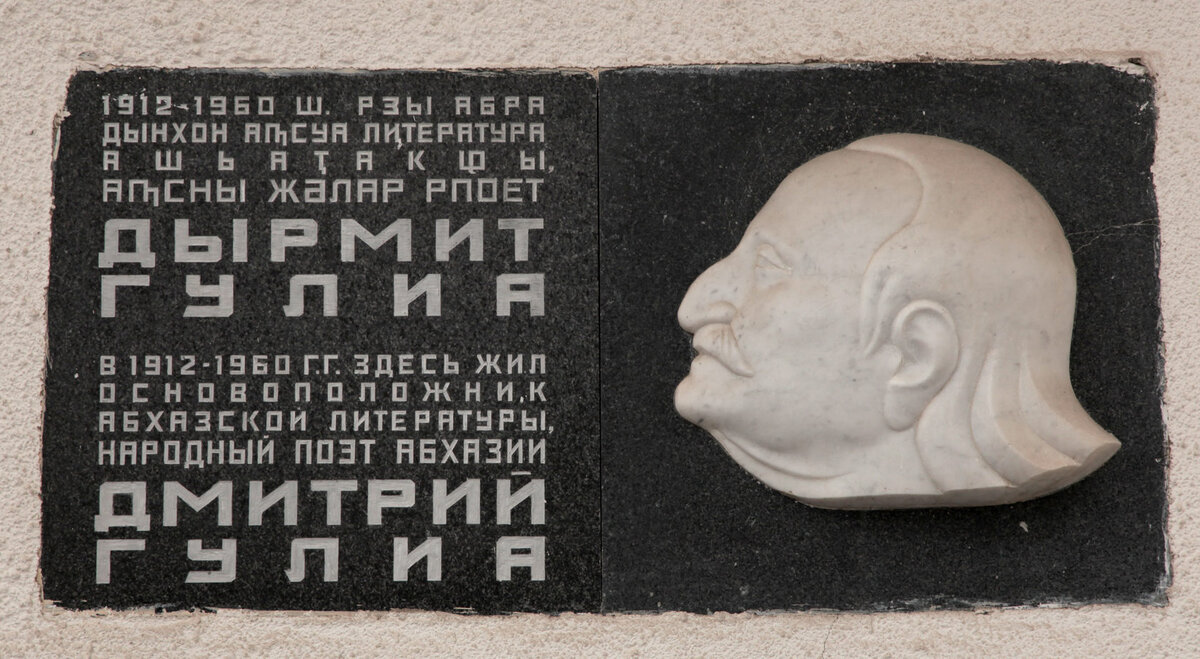 1912-1960 Ш. РЗЫ АБРА
ДЫНХОН АԤСУА ЛИҬЕРАТУРА
АШЬАҬАКҨЫ,
АԤСНЫ ЖӘЛАР РПОЕТ
ДЫРМИТ
ГУЛИА
В 1912-1960 Г.Г. ЗДЕСЬ ЖИЛ
ОСНОВОПОЛОЖНИК
АБХАЗСКОЙ ЛИТЕРАТУРЫ,
НАРОДНЫЙ ПОЭТ АБХАЗИИ
ДМИТРИЙ
ГУЛИА